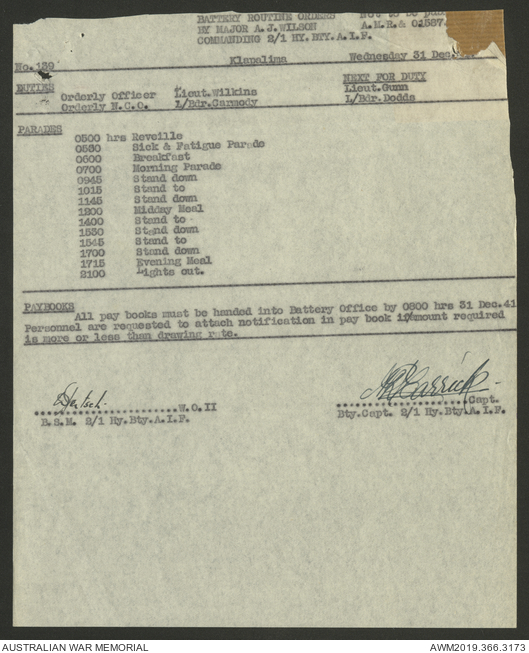 BATTERY ROUTINE ORDERS Not to be
BY MAJOR A.J.WILSON A.M.R.&
COMMANDING 2/1 HY.BTY.A.I.F.
No. 139 Klapalima Wednesday 31 Dec.
DUTIES NEXT FOR DUTY
Orderly Officer Lieut.Wilkins Lieut.Gunn
Orderly N.C.O. L/Bdr.Carmody L/Bdr.Dodds
PARADES
0500 hrs Reveille
0530 Sick & Fatigue Parade
0600 Breakfast
0700 Morning Parade
0945 Stand down
1015 Stand to
1145 Stand down
1200 Midday Meal
1400 Stand to
1530 Stand down
1545 Stand to
1700 Stand down
1715 Evening Meal
2100 Lights out.
PAYBOOKS
All pay books must be handed into Battery Office by 0800 hrs 31 Dec.41
Personnel are requested to attach notification in pay book if amount required
is more or less than drawing rate.
W.O.II Capt.
B.S.M. 2/1 Hy.Bty.A.I.F. Bty.Capt. 2/1 Hy.Bty.A.I.F.
AUSTRALIAN WAR MEMORIAL AWM2019.366.3173